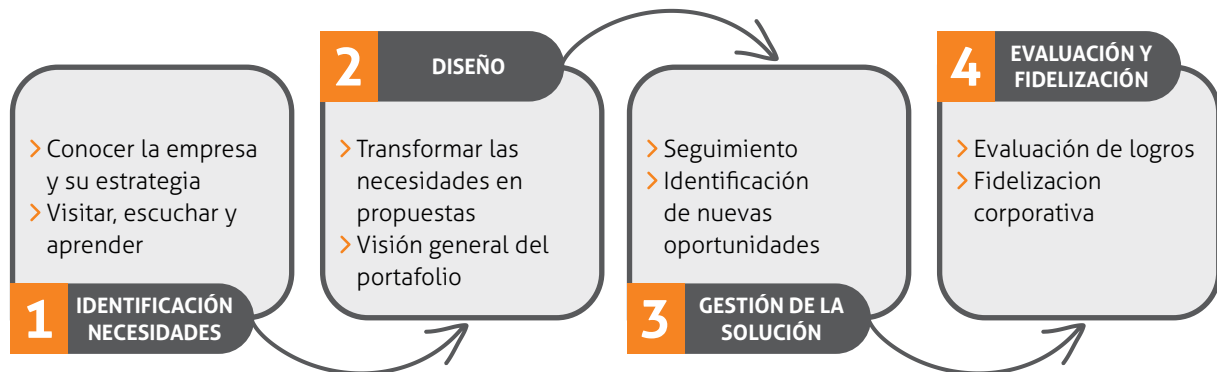 1
IDENTIFICACIÓN
NECESIDADES
Conocer la empresa
y su estrategia
Visitar, escuchar y
aprender
2
DISEÑO
Transformar las
necesidades en
propuestas
Visión general del
portafolio
3
GESTIÓN DE LA
SOLUCIÓN
Seguimiento
Identificación
de nuevas
oportunidades
4
EVALUACIÓN Y
FIDELIZACIÓN
Evaluación de logros
Fidelizacion
corporativa